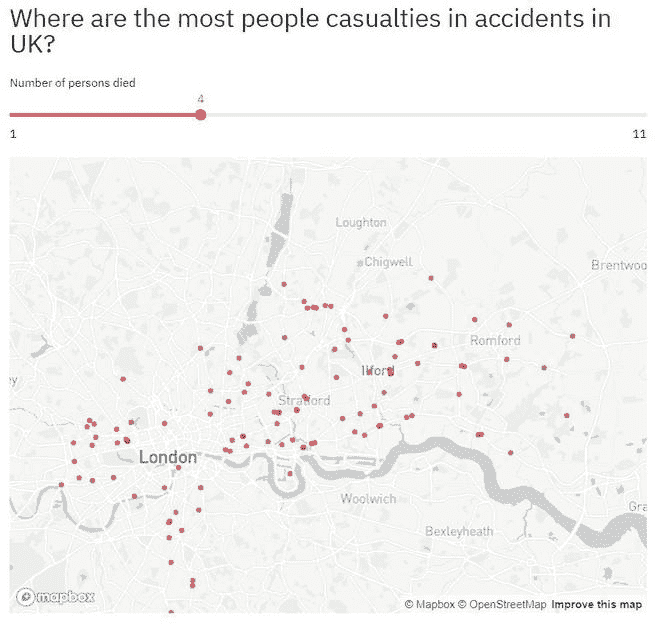 Where are the most people casualties in accidents in
UK?
Number of persons died
4
1 11
Loughton
Chigwell
Brentwoo
Romford
Ilford
ey
Stratford
London
Woolwich
Gra
Bexleyheath
mapbox
© Mapbox © OpenStreetMap Improve this map